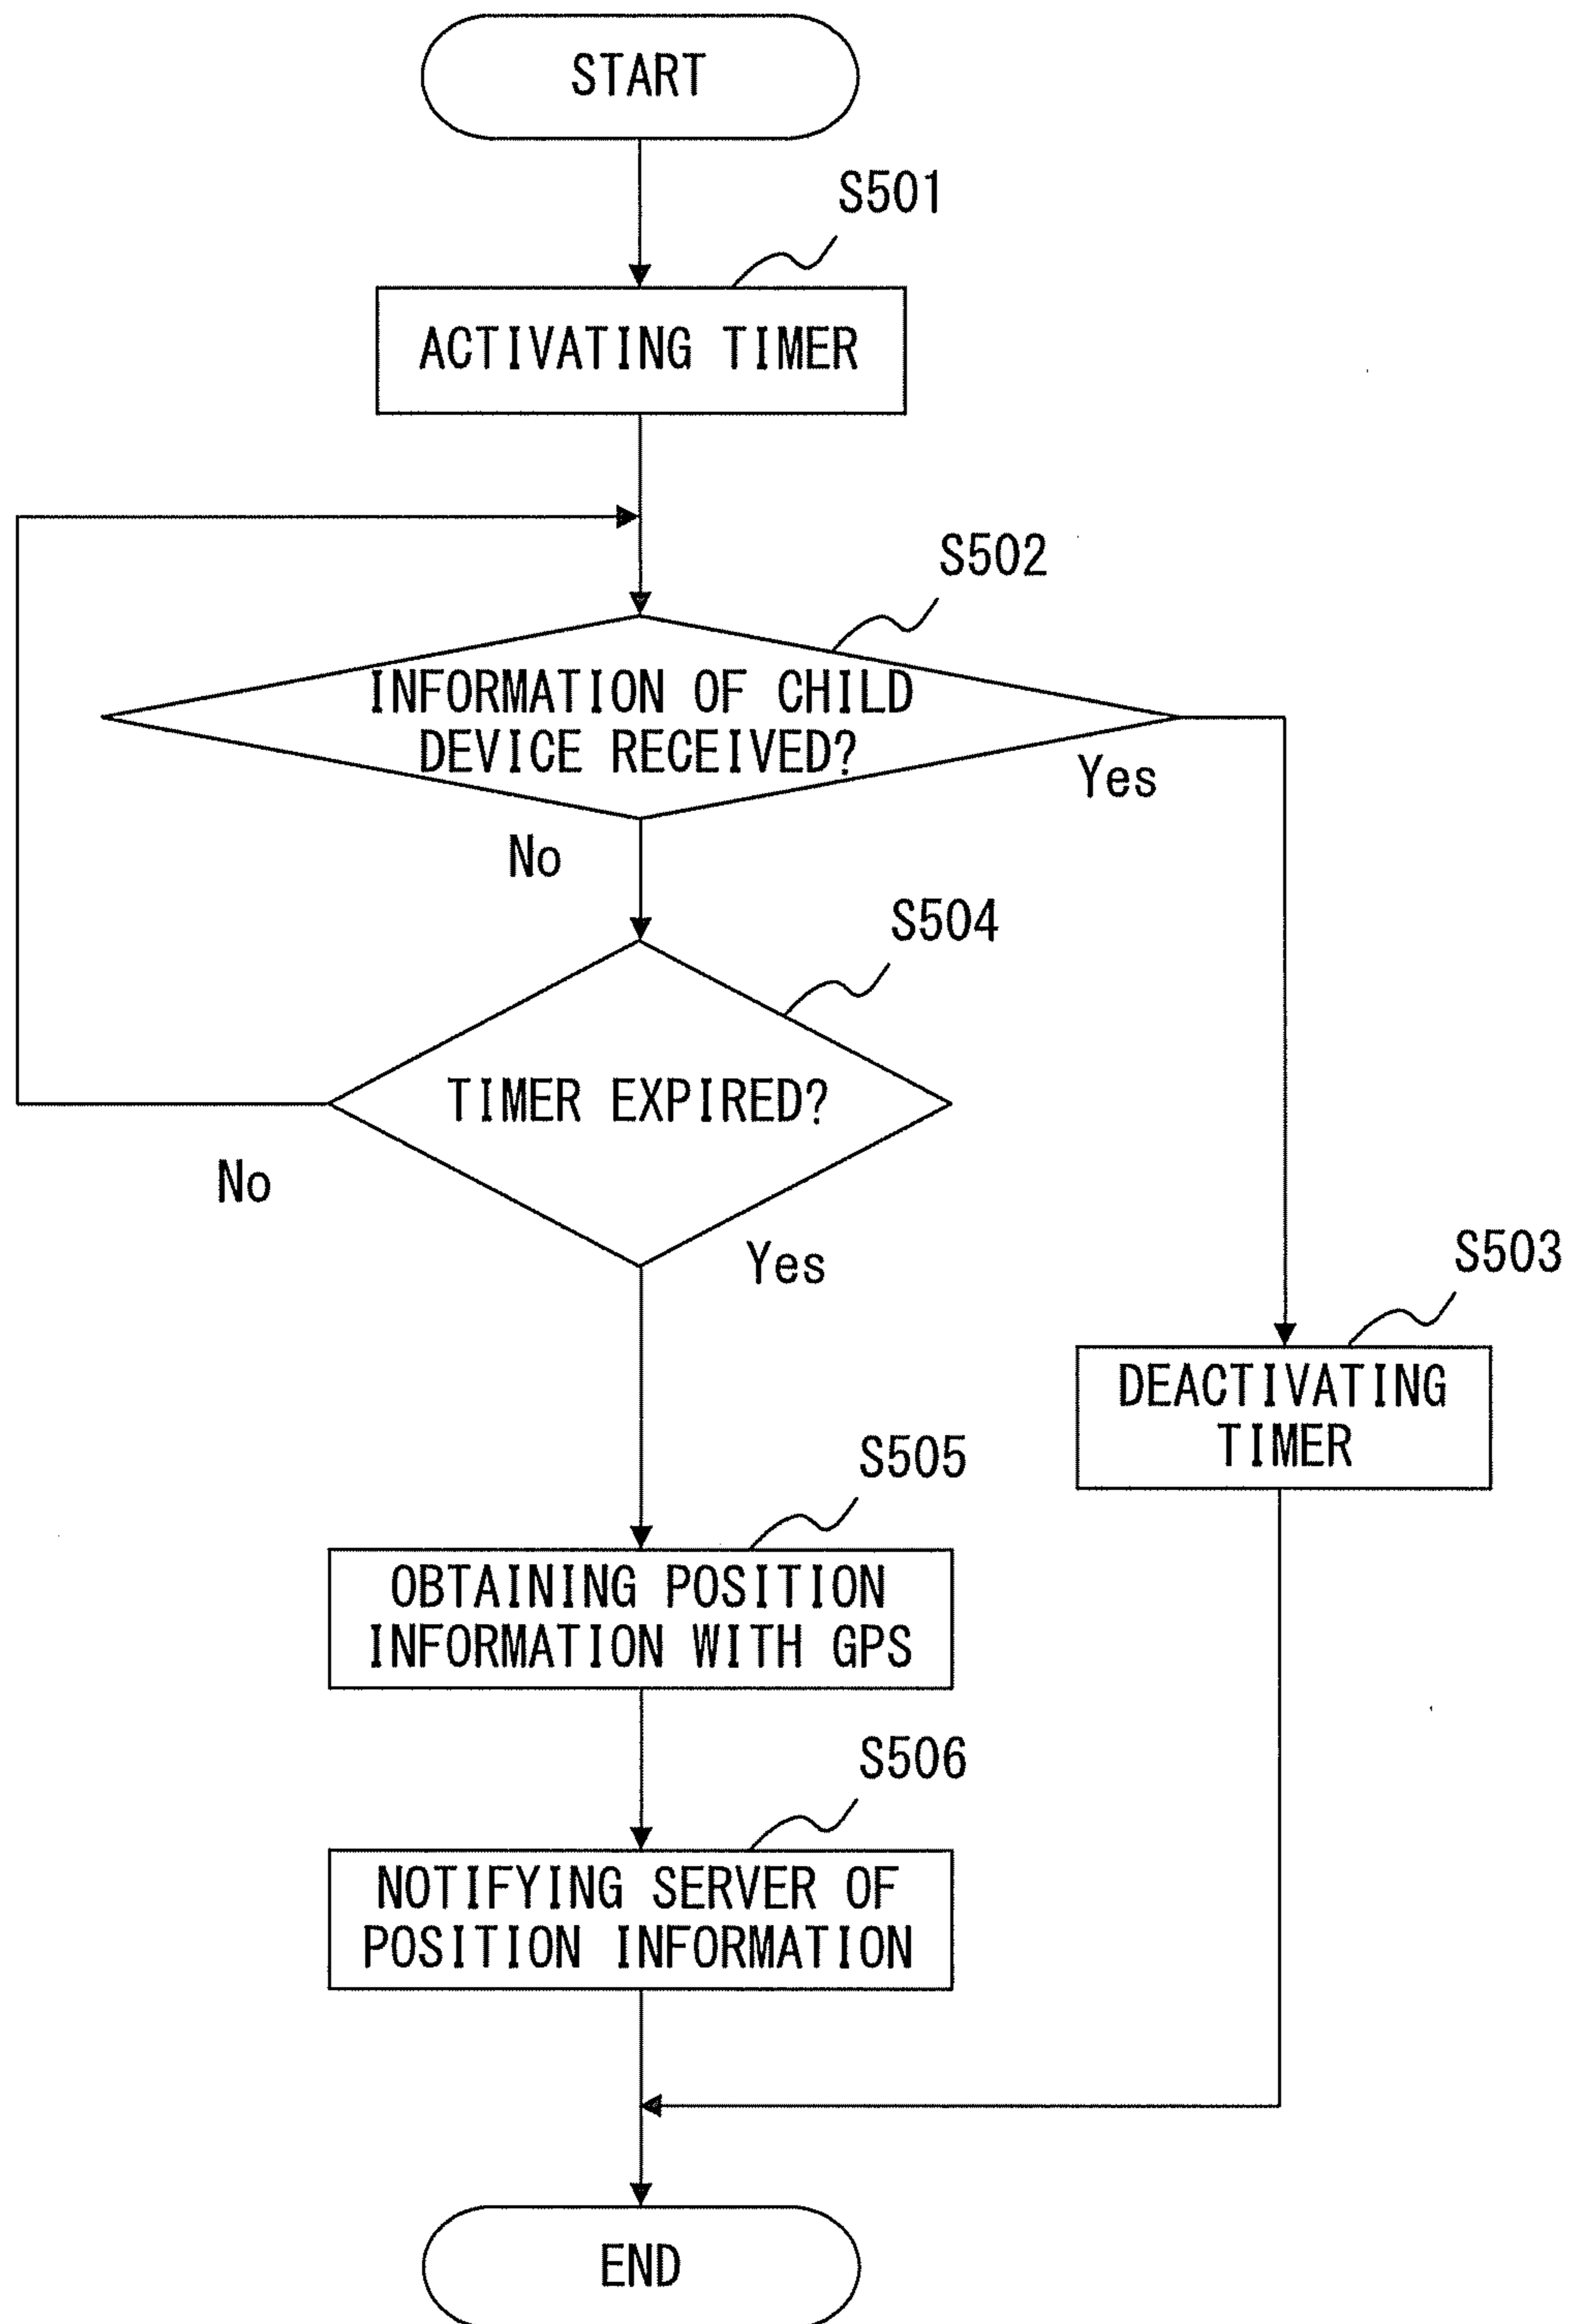 START
S501
ACTIVATING TIMER
S502
INFORMATION OF CHILD
DEVICE RECEIVED?
Yes
No
S504
TIMER EXPIRED?
No
Yes
S503
DEACTIVATING
TIMER
S505
OBTAINING POSITION
INFORMATION WITH GPS
S506
NOTIFYING SERVER OF
POSITION INFORMATION
END